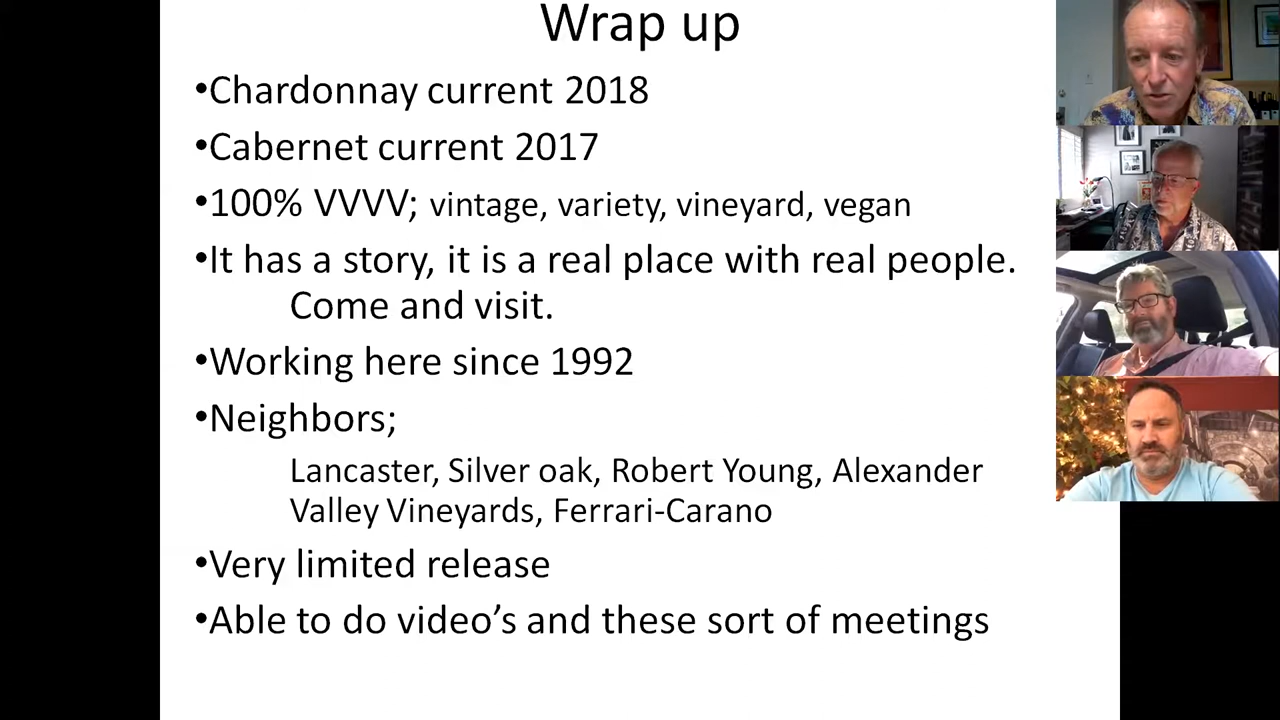 Wrap up
•Chardonnay current 2018
•Cabernet current 2017
•100% VVVV; vintage, variety, vineyard, vegan
•It has a story, it is a real place with real people.
Come and visit.
•Working here since 1992
•Neighbors;
Lancaster, Silver oak, Robert Young, Alexander
Valley Vineyards, Ferrari-Carano
•Very limited release
•Able to do video’s and these sort of meetings